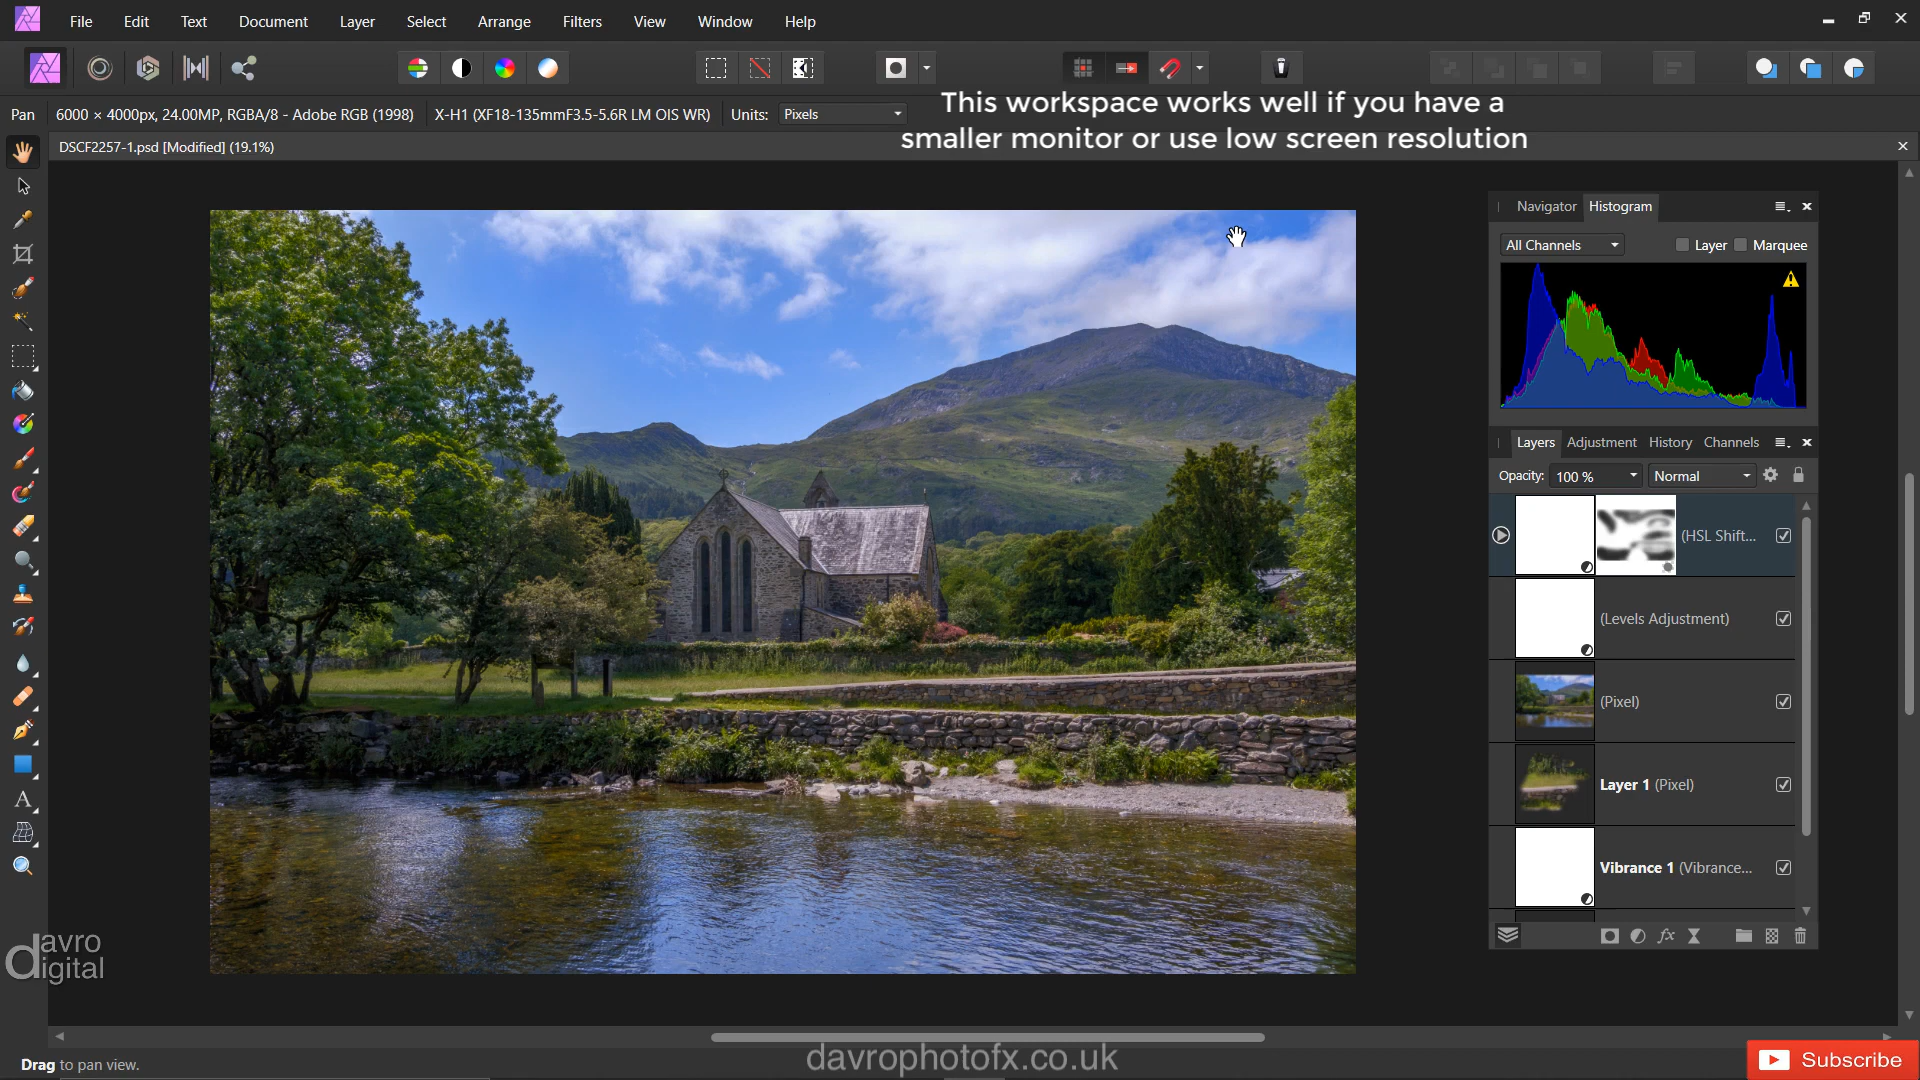 File Edit Text Document Layer Select Arrange Filters View Window Help
Pan 6000 × 4000px, 24.00MP, RGBA/8 - Adobe RGB (1998) X-H1 (XF18-135mmF3.5-5.6R LM OIS WR) Units: Pixels
This workspace works well if you have a
smaller monitor or use low screen resolution
DSCF2257-1.psd [Modified] (19.1%)
Navigator Histogram
All Channels Layer Marquee
Layers Adjustment History Channels
Opacity: 100 % Normal
(HSL Shift...
(Levels Adjustment)
(Pixel)
Layer 1 (Pixel)
Vibrance 1 (Vibrance...
fx
davro
digital
davrophotofx.co.uk
Drag to pan view.
Subscribe